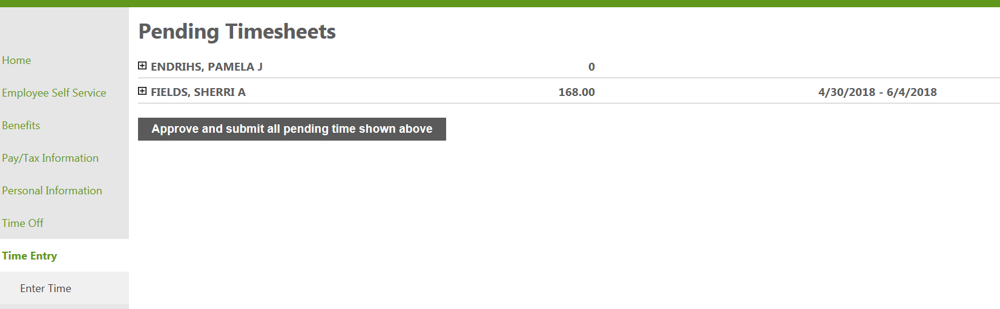 Pending Timesheets
Home
Employee Self Service
Benefits
Pay/Tax Information
Personal Information
Time Off
Time Entry
Enter Time
ENDRIHS, PAMELA J 0
FIELDS, SHERRI A 168.00 4/30/2018 - 6/4/2018
Approve and submit all pending time shown above